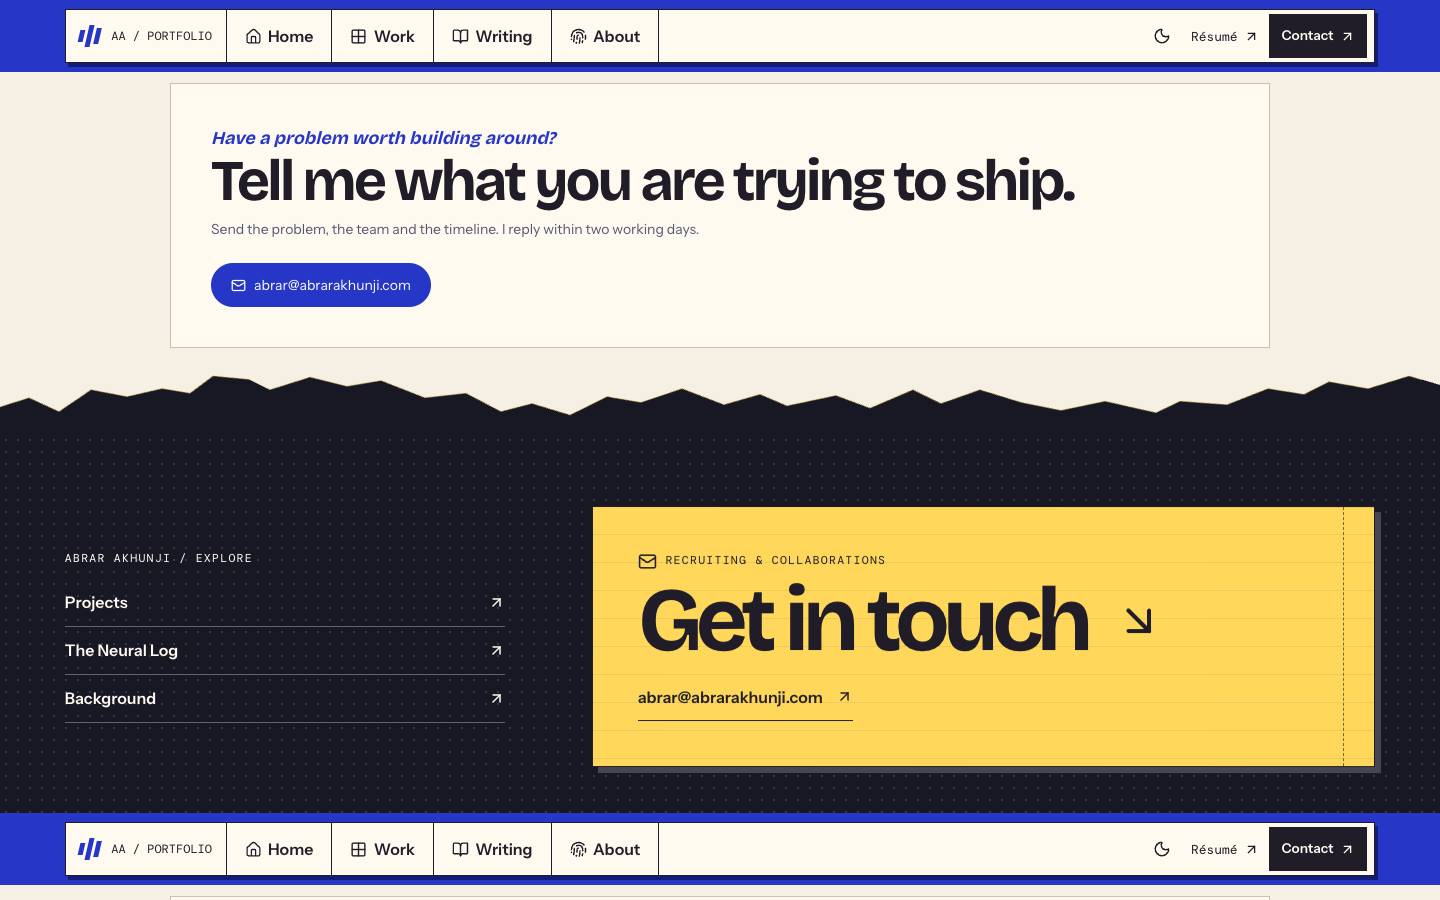 AA / PORTFOLIO Home Work Writing About Résumé Contact
Have a problem worth building around?
Tell me what you are trying to ship.
Send the problem, the team and the timeline. I reply within two working days.
abrar@abrarakhunji.com
ABRAR AKHUNJI / EXPLORE
Projects
The Neural Log
Background
RECRUITING & COLLABORATIONS
Get in touch
abrar@abrarakhunji.com
AA / PORTFOLIO Home Work Writing About Résumé Contact